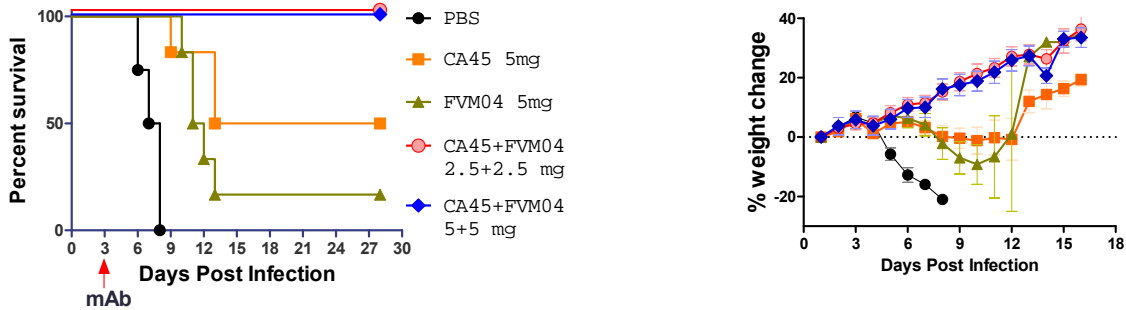 Percent survival
100
50
0
0 3 6 9 12 15 18 21 24 27 30
Days Post Infection
mAb
PBS
CA45 5mg
FVM04 5mg
CA45+FVM04
2.5+2.5 mg
CA45+FVM04
5+5 mg
% weight change
40
20
0
-20
0 3 6 9 12 15 18
Days Post Infection